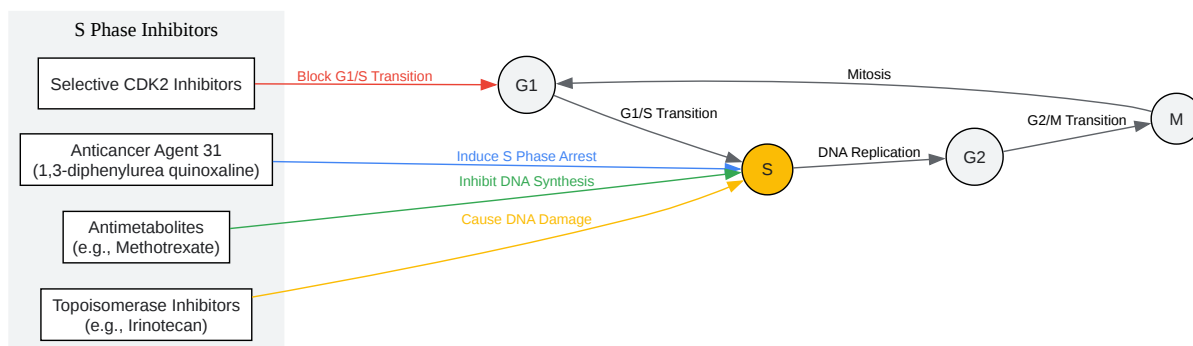 S Phase Inhibitors
Selective CDK2 Inhibitors
Block G1/S Transition
G1
Mitosis
G1/S Transition
G2/M Transition
M
Anticancer Agent 31
(1,3-diphenylurea quinoxaline)
Induce S Phase Arrest
S
DNA Replication
G2
Inhibit DNA Synthesis
Antimetabolites
(e.g., Methotrexate)
Cause DNA Damage
Topoisomerase Inhibitors
(e.g., Irinotecan)